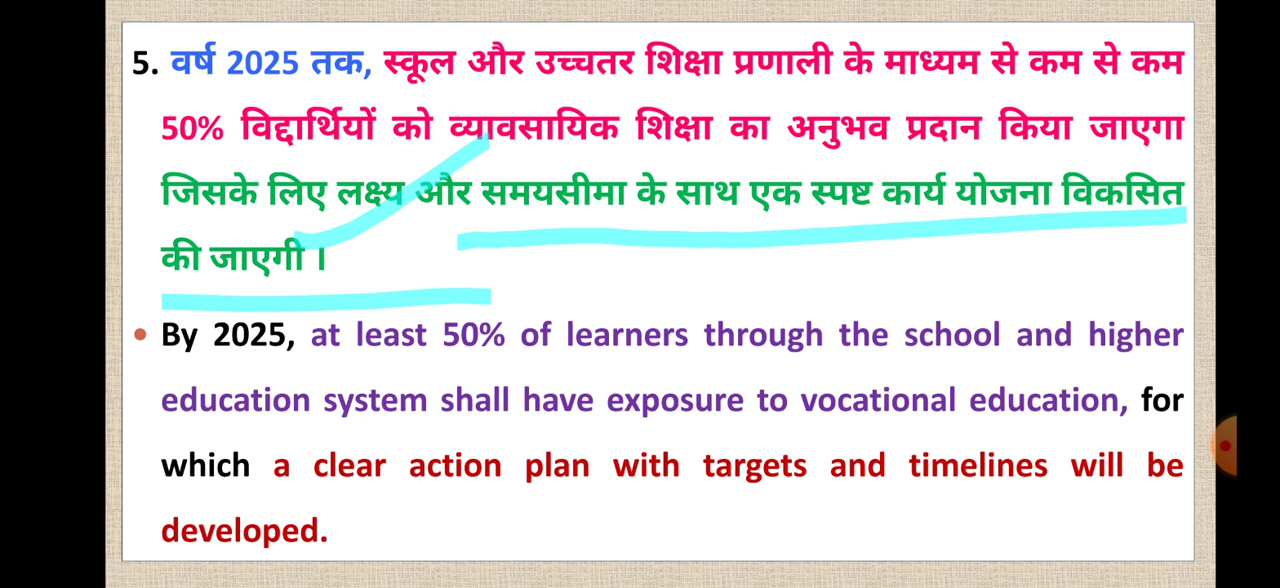 5. वर्ष 2025 तक, स्कूल और उच्चतर शिक्षा प्रणाली के माध्यम से कम से कम
50% विद्दार्थियों को व्यावसायिक शिक्षा का अनुभव प्रदान किया जाएगा
जिसके लिए लक्ष्य और समयसीमा के साथ एक स्पष्ट कार्य योजना विकसित
की जाएगी ।
• By 2025, at least 50% of learners through the school and higher
education system shall have exposure to vocational education, for
which a clear action plan with targets and timelines will be
developed.